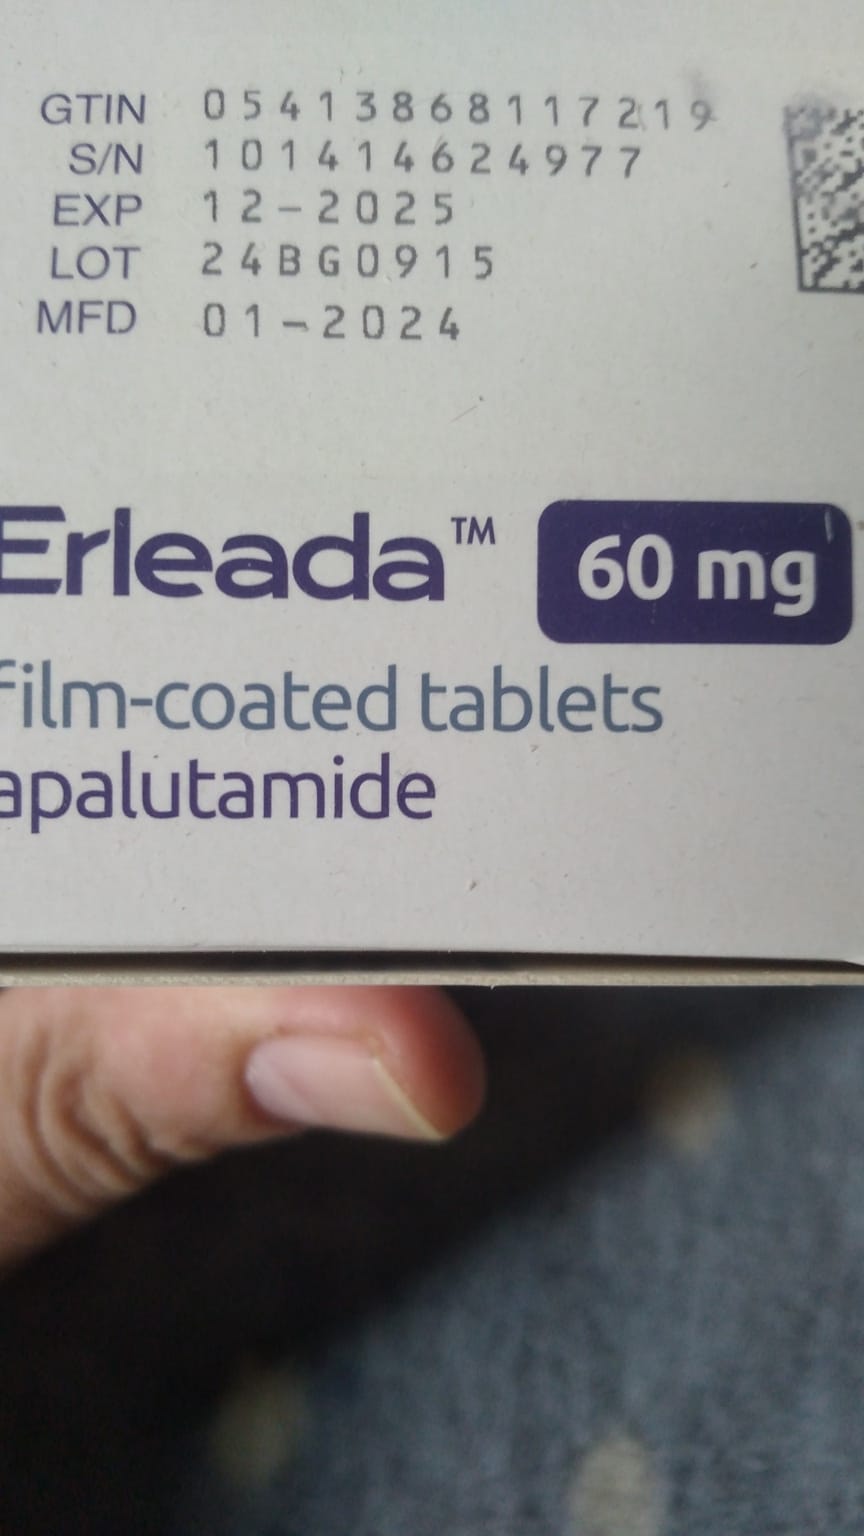 GTIN 05413868117219
S/N 101414624977
EXP 12-2025
LOT 24BG0915
MFD 01-2024
Erleada™ 60 mg
film-coated tablets
apalutamide